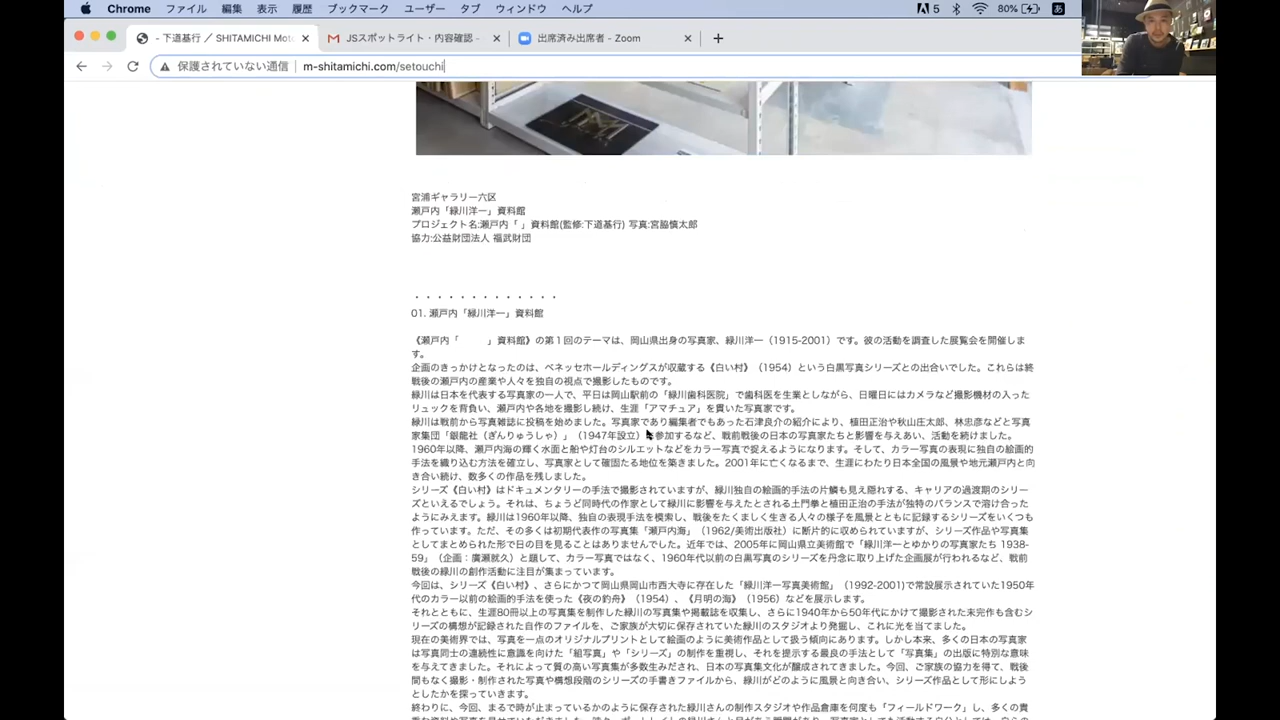 Chrome ファイル 編集 表示 履歴 ブックマーク ユーザー タブ ウィンドウ ヘルプ 5 80% あ
- 下道基行 ／ SHITAMICHI Mot
JSスポットライト・内容確認 -
出席済み出席者 - Zoom
保護されていない通信 | m-shitamichi.com/setouchi
宮浦ギャラリー六区
瀬戸内「緑川洋一」資料館
プロジェクト名:瀬戸内「 」資料館(監修:下道基行) 写真:宮脇慎太郎
協力:公益財団法人 福武財団
・・・・・・・・・・・・・
01. 瀬戸内「緑川洋一」資料館
《瀬戸内「　　　」資料館》の第１回のテーマは、岡山県出身の写真家、緑川洋一（1915-2001）です。彼の活動を調査した展覧会を開催しま
す。
企画のきっかけとなったのは、ベネッセホールディングスが収蔵する《白い村》（1954）という白黒写真シリーズとの出合いでした。これらは終
戦後の瀬戸内の産業や人々を独自の視点で撮影したものです。
緑川は日本を代表する写真家の一人で、平日は岡山駅前の「緑川歯科医院」で歯科医を生業としながら、日曜日にはカメラなど撮影機材の入った
リュックを背負い、瀬戸内や各地を撮影し続け、生涯「アマチュア」を貫いた写真家です。
緑川は戦前から写真雑誌に投稿を始めました。写真家であり編集者でもあった石津良介の紹介により、植田正治や秋山庄太郎、林忠彦などと写真
家集団「銀龍社（ぎんりゅうしゃ）」（1947年設立）を参加するなど、戦前戦後の日本の写真家たちと影響を与えあい、活動を続けました。
1960年以降、瀬戸内海の輝く水面と船や灯台のシルエットなどをカラー写真で捉えるようになります。そして、カラー写真の表現に独自の絵画的
手法を織り込む方法を確立し、写真家として確固たる地位を築きました。2001年に亡くなるまで、生涯にわたり日本全国の風景や地元瀬戸内と向
き合い続け、数多くの作品を残しました。
シリーズ《白い村》はドキュメンタリーの手法で撮影されていますが、緑川独自の絵画的手法の片鱗も見え隠れする、キャリアの過渡期のシリー
ズといえるでしょう。それは、ちょうど同時代の作家として緑川に影響を与えたとされる土門拳と植田正治の手法が独特のバランスで溶け合った
ようにみえます。緑川は1960年以降、独自の表現手法を模索し、戦後をたくましく生きる人々の様子を風景とともに記録するシリーズをいくつも
作っています。ただ、その多くは初期代表作の写真集「瀬戸内海」（1962/美術出版社）に断片的に収められていますが、シリーズ作品や写真集
としてまとめられた形で日の目を見ることはありませんでした。近年では、2005年に岡山県立美術館で「緑川洋一とゆかりの写真家たち 1938-
59」（企画：廣瀬就久）と題して、カラー写真ではなく、1960年代以前の白黒写真のシリーズを丹念に取り上げた企画展が行われるなど、戦前
戦後の緑川の創作活動に注目が集まっています。
今回は、シリーズ《白い村》、さらにかつて岡山県岡山市西大寺に存在した「緑川洋一写真美術館」（1992-2001)で常設展示されていた1950年
代のカラー以前の絵画的手法を使った《夜の釣舟》（1954）、《月明の海》（1956）などを展示します。
それとともに、生涯80冊以上の写真集を制作した緑川の写真集や掲載誌を収集し、さらに1940年から50年代にかけて撮影された未完作も含むシ
リーズの構想が記録された自作のファイルを、ご家族が大切に保存されていた緑川のスタジオより発掘し、これに光を当てました。
現在の美術界では、写真を一点のオリジナルプリントとして絵画のように美術作品として扱う傾向にあります。しかし本来、多くの日本の写真家
は写真同士の連続性に意識を向けた「組写真」や「シリーズ」の制作を重視し、それを提示する最良の手法として「写真集」の出版に特別な意味
を与えてきました。それによって質の高い写真集が多数生みだされ、日本の写真集文化が醸成されてきました。今回、ご家族の協力を得て、戦後
間もなく撮影・制作された写真や構想段階のシリーズの手書きファイルから、緑川がどのように風景と向き合い、シリーズ作品として形にしよう
としたかを探っていきます。
終わりに、今回、まるで時が止まっているかのように保存された緑川さんの制作スタジオや作品倉庫を何度も「フィールドワーク」し、多くの貴